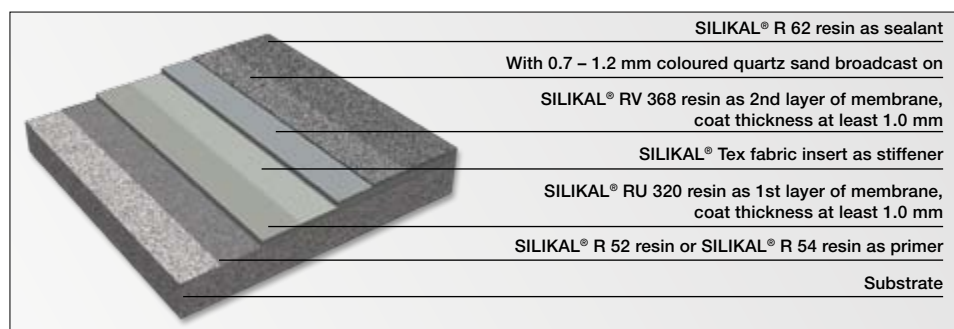 SILIKAL® R 62 resin as sealant
With 0.7 – 1.2 mm coloured quartz sand broadcast on
SILIKAL® RV 368 resin as 2nd layer of membrane,
coat thickness at least 1.0 mm
SILIKAL® Tex fabric insert as stiffener
SILIKAL® RU 320 resin as 1st layer of membrane,
coat thickness at least 1.0 mm
SILIKAL® R 52 resin or SILIKAL® R 54 resin as primer
Substrate